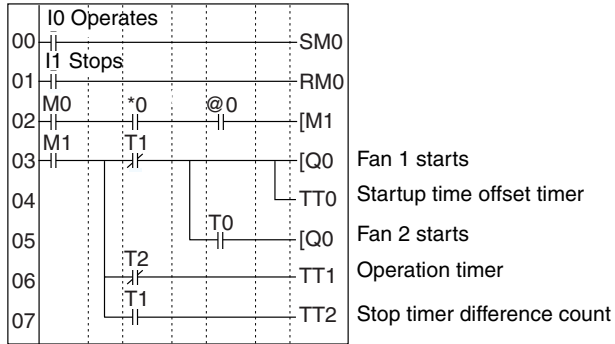 I0 Operates
00 SM0
I1 Stops
01 RM0
M0 *0 @0
02 [M1
M1 T1
03 [Q0 Fan 1 starts
04 TT0 Startup time offset timer
T0
05 [Q0 Fan 2 starts
T2
06 TT1 Operation timer
T1
07 TT2 Stop timer difference count